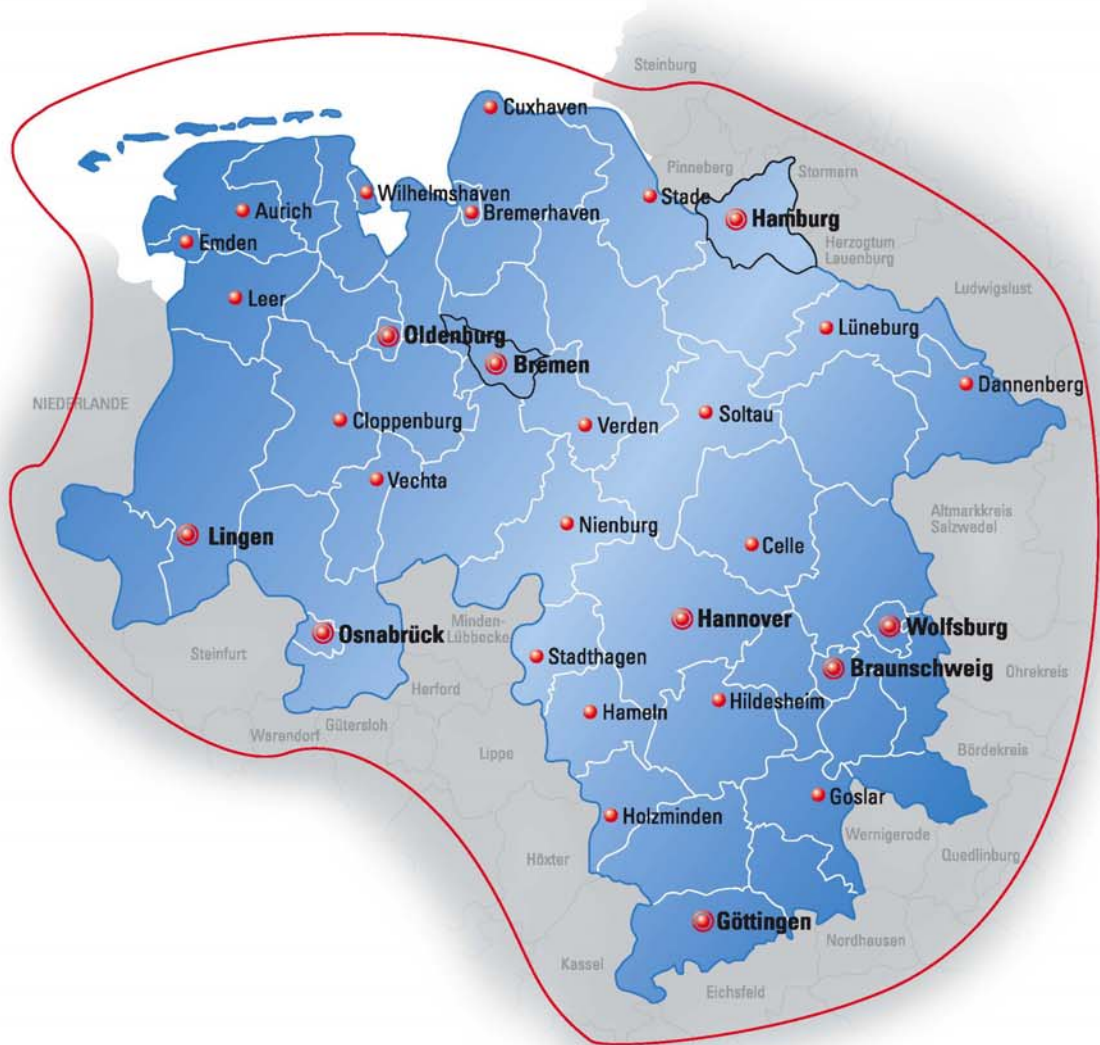 Steinburg
Cuxhaven
Pinneberg
Stormarn
Wilhelmshaven
Stade
Aurich
Bremerhaven
Hamburg
Emden
Herzogtum
Lauenburg
Leer
Ludwigslust
Oldenburg
Lüneburg
Bremen
Dannenberg
NIEDERLANDE
Cloppenburg
Verden
Soltau
Vechta
Altmarkkreis
Salzwedel
Nienburg
Lingen
Celle
Minden-
Lübbecke
Hannover
Wolfsburg
Osnabrück
Steinfurt
Stadthagen
Braunschweig
Ohrekreis
Herford
Hildesheim
Hameln
Gütersloh
Warendorf
Lippe
Bördekreis
Goslar
Holzminden
Wernigerode
Höxter
Quedlinburg
Göttingen
Nordhausen
Kassel
Eichsfeld